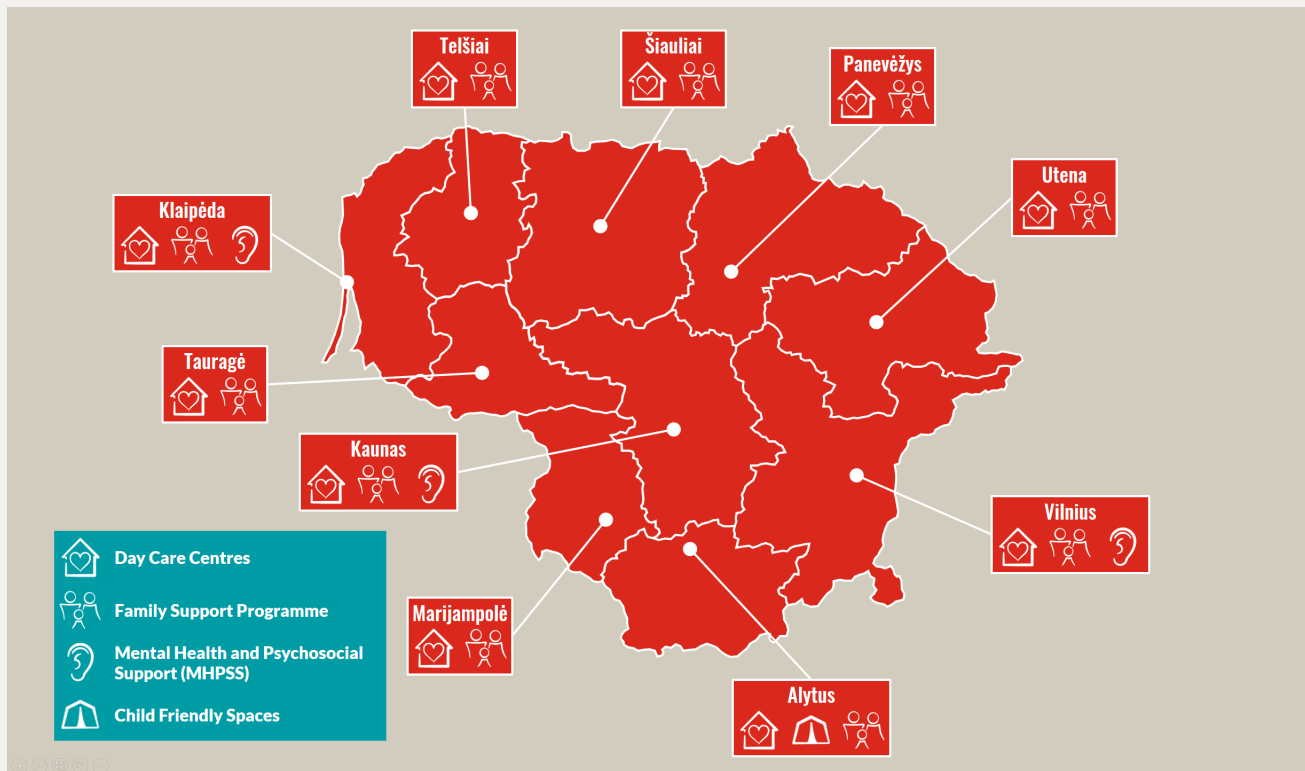 Telšiai
Šiauliai
Panevėžys
Utena
Klaipėda
Tauragė
Kaunas
Vilnius
Marijampolė
Alytus
Day Care Centres
Family Support Programme
Mental Health and Psychosocial
Support (MHPSS)
Child Friendly Spaces